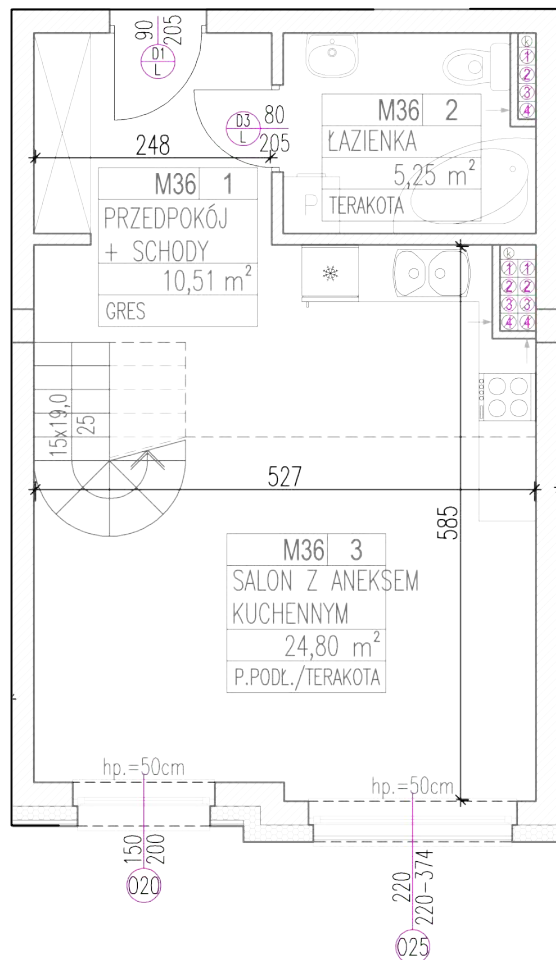 90
205
D1
L
D3
L
80
205
248
k
1
2
3
4
M36 2
ŁAZIENKA
5,25 m²
TERAKOTA
P
M36 1
PRZEDPOKÓJ
+ SCHODY
10,51 m²
GRES
k
1 1
2 2
3 3
4 4
15x19,0
25
527
585
M36 3
SALON Z ANEKSEM
KUCHENNYM
24,80 m²
P.PODŁ./TERAKOTA
hp.=50cm
hp.=50cm
150
200
O20
220
220-374
O25